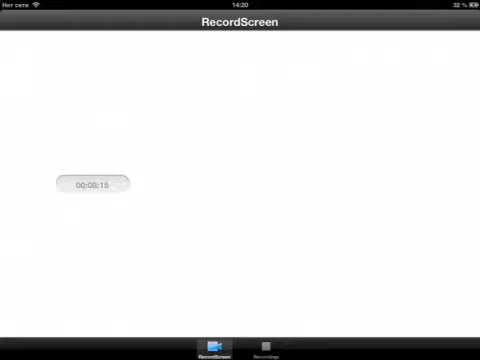 Нет сети
14:20
32 %
RecordScreen
00:08:15
RecordScreen
Recordings